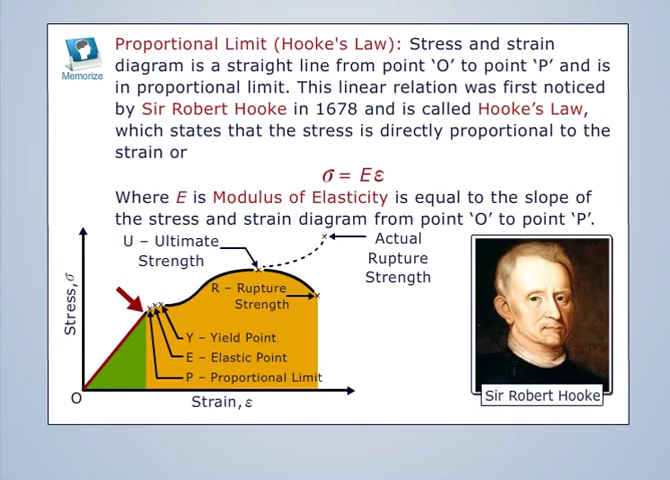 Memorize
Proportional Limit (Hooke's Law): Stress and strain
diagram is a straight line from point ‘O’ to point ‘P’ and is
in proportional limit. This linear relation was first noticed
by Sir Robert Hooke in 1678 and is called Hooke’s Law,
which states that the stress is directly proportional to the
strain or
σ = Eε
Where E is Modulus of Elasticity is equal to the slope of
the stress and strain diagram from point ‘O’ to point ‘P’.
U – Ultimate
Strength
Actual
Rupture
Strength
R – Rupture
Strength
Stress, σ
Y – Yield Point
E – Elastic Point
P – Proportional Limit
O
Strain, ε
Sir Robert Hooke